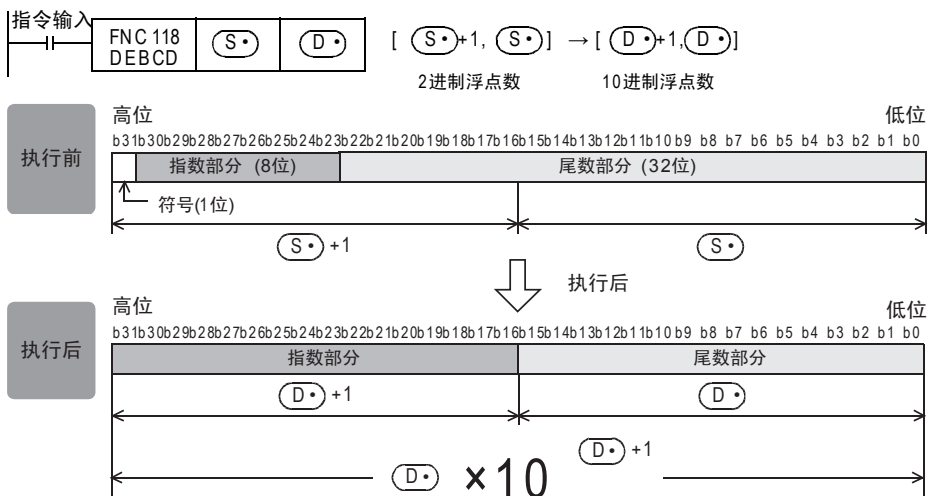 指令输入
FNC 118 S• D• [ S•+1, S•] →[ D•+1, D•]
DEBCD
2进制浮点数 10进制浮点数
高位 低位
执行前
b31b30b29b28b27b26b25b24b23b22b21b20b19b18b17b16b15b14b13b12b11b10b9 b8 b7 b6 b5 b4 b3 b2 b1 b0
指数部分 (8位) 尾数部分 (32位)
符号(1位)
S•+1 S•
执行后
高位 低位
执行后
b31b30b29b28b27b26b25b24b23b22b21b20b19b18b17b16b15b14b13b12b11b10b9 b8 b7 b6 b5 b4 b3 b2 b1 b0
指数部分 尾数部分
D•+1 D•
D• ×10 D•+1